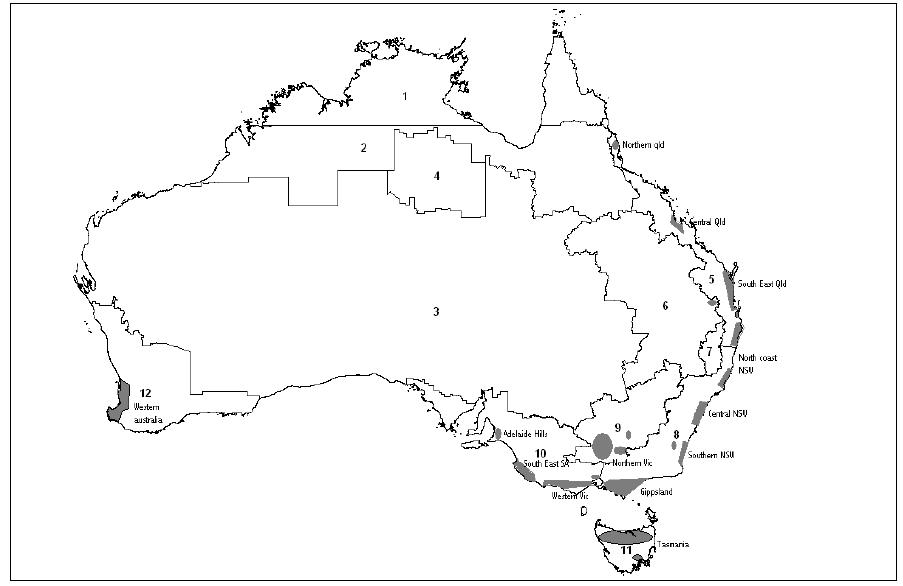 1
Northern qld
2
4
Central Qld
5
South East Qld
3
6
7
North coast
NSW
12
Western
australia
Central NSW
9
8
Adelaide Hills
10
Southern NSW
South East SA
Northern Vic
Western Vic
Gippsland
11
Tasmania